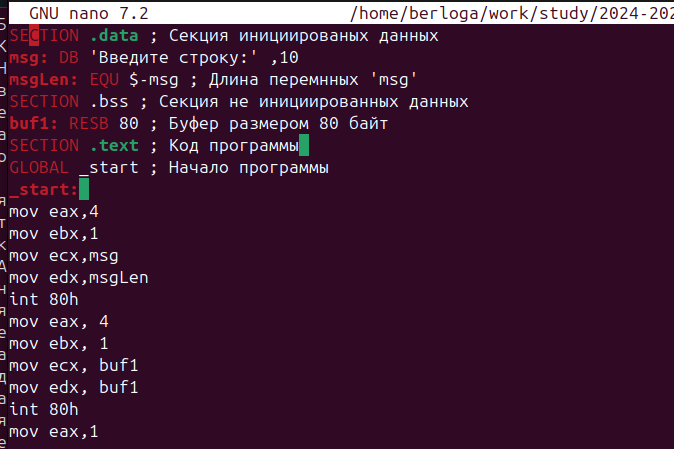 GNU nano 7.2 /home/berloga/work/study/2024-202
SECTION .data ; Секция инициированых данных
msg: DB 'Введите строку:' ,10
msgLen: EQU $-msg ; Длина перемнных 'msg'
SECTION .bss ; Секция не инициированных данных
buf1: RESB 80 ; Буфер размером 80 байт
SECTION .text ; Код программы
GLOBAL _start ; Начало программы
_start:
mov eax,4
mov ebx,1
mov ecx,msg
mov edx,msgLen
int 80h
mov eax, 4
mov ebx, 1
mov ecx, buf1
mov edx, buf1
int 80h
mov eax,1